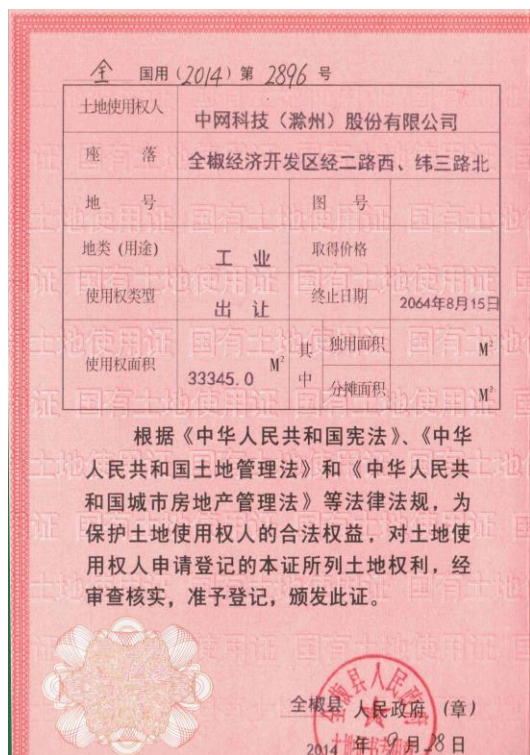 全 国用(2014)第 2896 号
土地使用权人 中网科技（滁州）股份有限公司
座 落 全椒经济开发区经二路西、纬三路北
地 号 图 号
地类（用途） 工 业 取得价格
使用权类型 出 让 终止日期 2064年8月15日
使用权面积 33345.0 M² 其中 独用面积 M²
分摊面积 M²
根据《中华人民共和国宪法》、《中华
人民共和国土地管理法》和《中华人民共
和国城市房地产管理法》等法律法规，为
保护土地使用权人的合法权益，对土地使
用权人申请登记的本证所列土地权利，经
审查核实，准予登记，颁发此证。
全椒县 人民政府（章）
2014 年 9 月 28 日
全椒县人民政府